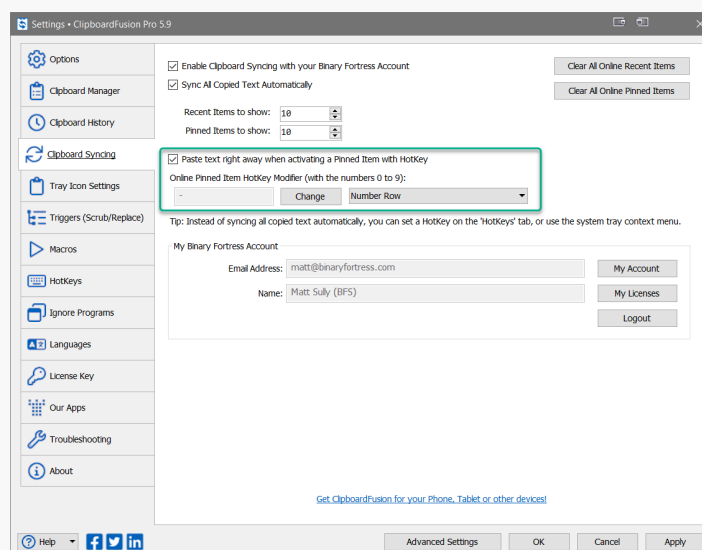 Settings • ClipboardFusion Pro 5.9
Options
Clipboard Manager
Clipboard History
Clipboard Syncing
Tray Icon Settings
Triggers (Scrub/Replace)
Macros
HotKeys
Ignore Programs
Languages
License Key
Our Apps
Troubleshooting
About
Enable Clipboard Syncing with your Binary Fortress Account
Clear All Online Recent Items
Sync All Copied Text Automatically
Clear All Online Pinned Items
Recent Items to show: 10
Pinned Items to show: 10
Paste text right away when activating a Pinned Item with HotKey
Online Pinned Item HotKey Modifier (with the numbers 0 to 9):
- Change Number Row
Tip: Instead of syncing all copied text automatically, you can set a HotKey on the 'HotKeys' tab, or use the system tray context menu.
My Binary Fortress Account
Email Address: matt@binaryfortress.com My Account
Name: Matt Sully (BFS) My Licenses
Logout
Get ClipboardFusion for your Phone, Tablet or other devices!
Help Advanced Settings OK Cancel Apply